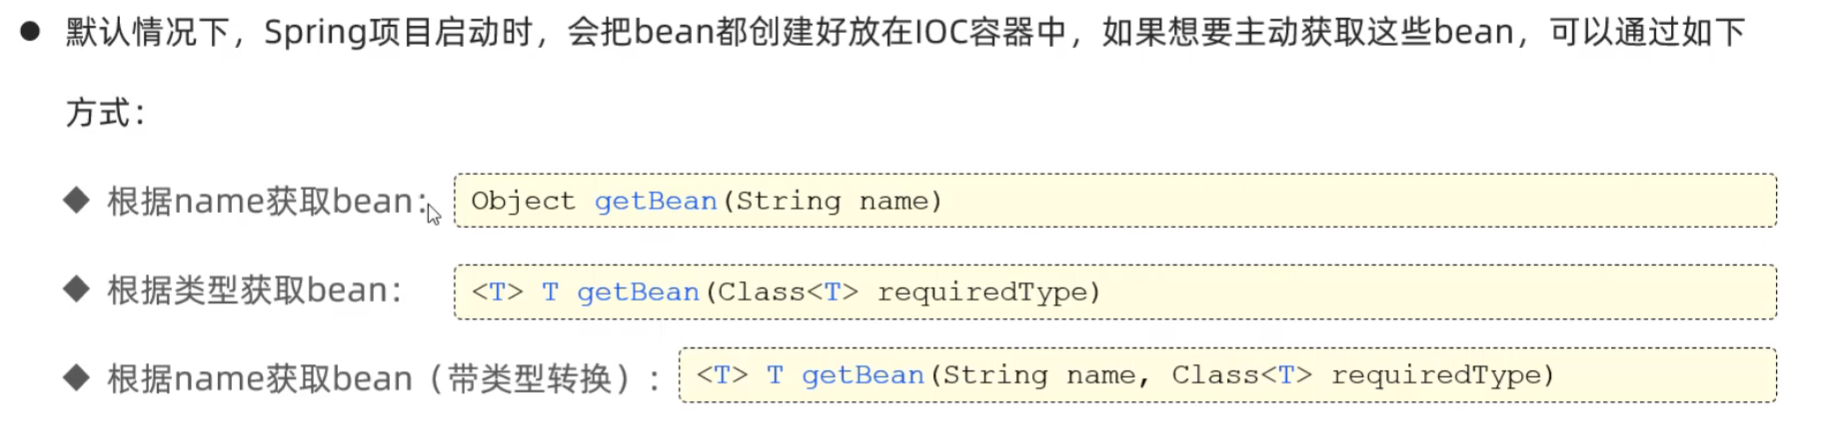 默认情况下，Spring项目启动时，会把bean都创建好放在IOC容器中，如果想要主动获取这些bean，可以通过如下
方式：
根据name获取bean： Object getBean(String name)
根据类型获取bean： <T> T getBean(Class<T> requiredType)
根据name获取bean（带类型转换）： <T> T getBean(String name, Class<T> requiredType)